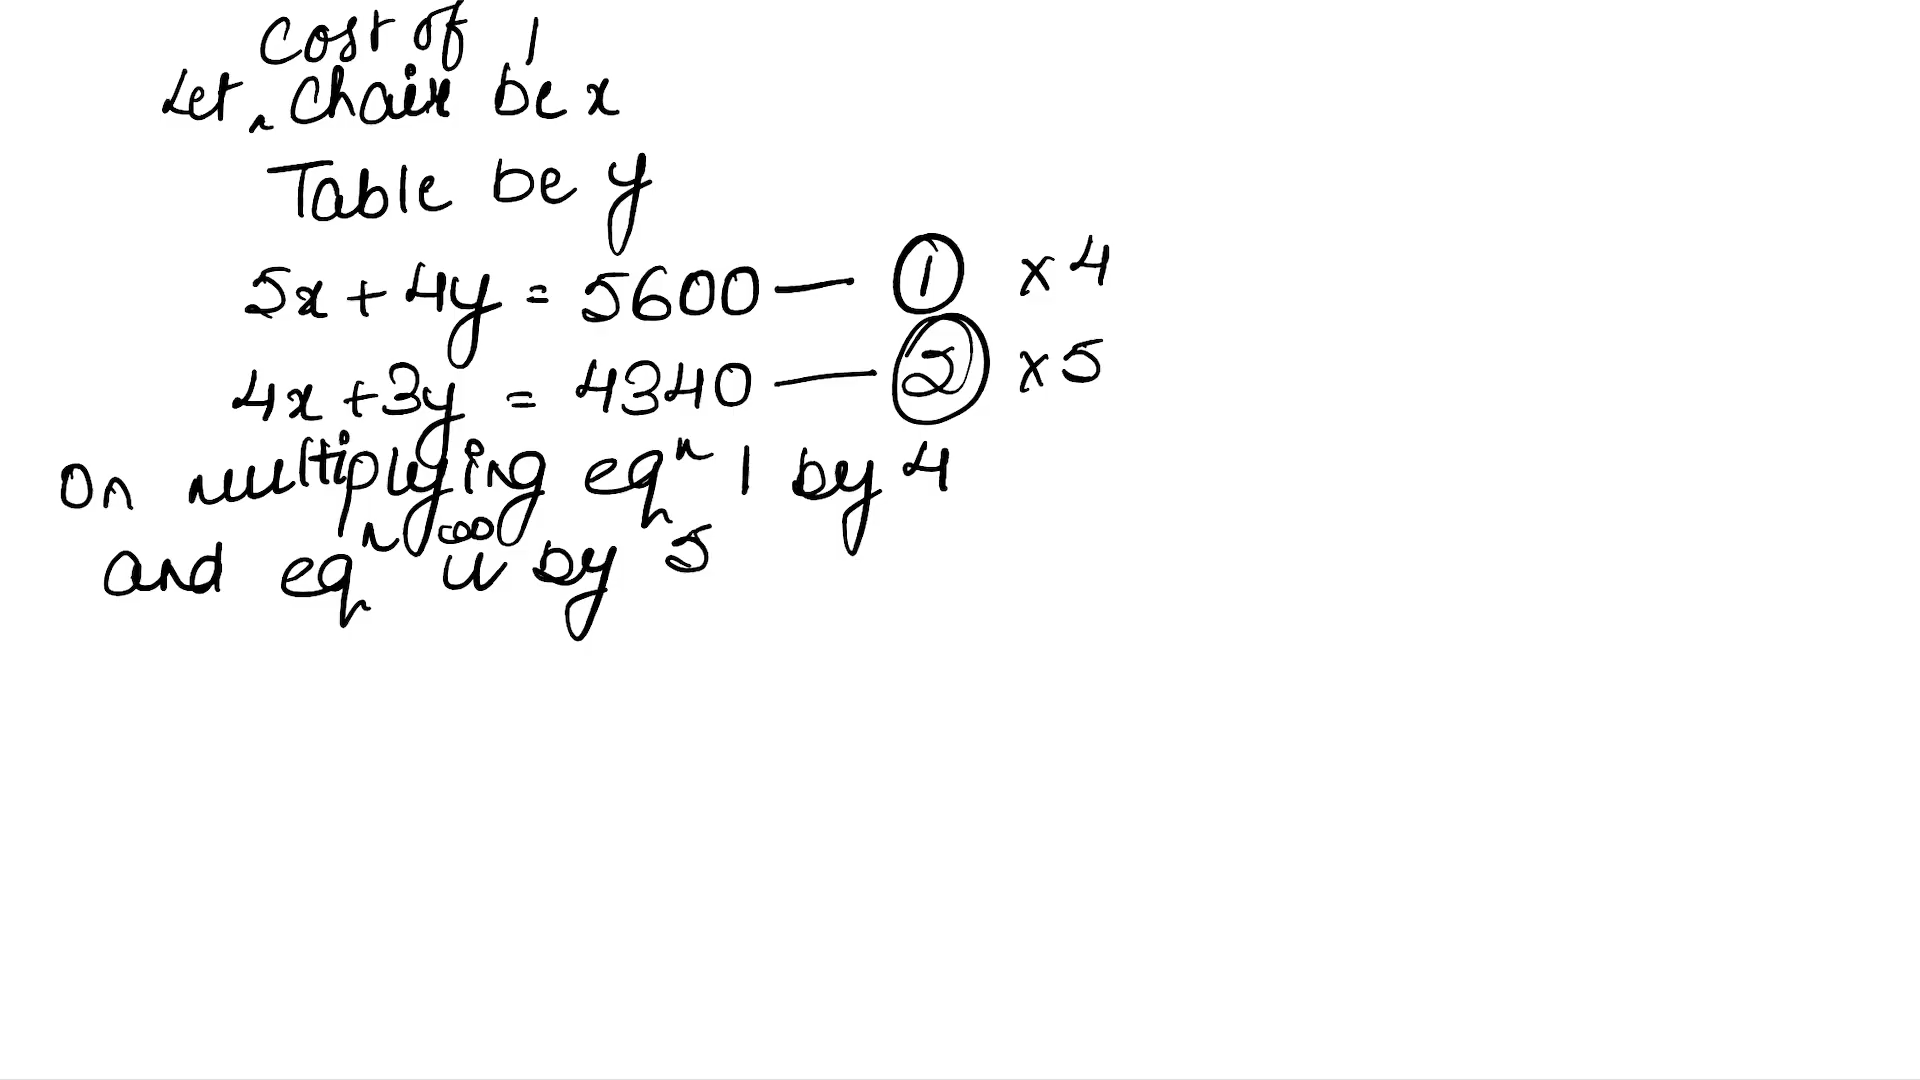 cost of 1
Let ‸ chair be x
Table be y
5x + 4y = 5600 — ① x 4
4x + 3y = 4340 — ② x 5
On multiplying eqⁿ 1 by 4
and eqⁿ by 5